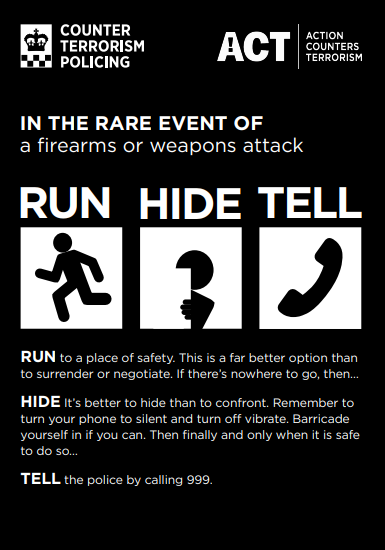 COUNTER
TERRORISM
POLICING
ACT
ACTION
COUNTERS
TERRORISM
IN THE RARE EVENT OF
a firearms or weapons attack
RUN HIDE TELL
RUN to a place of safety. This is a far better option than
to surrender or negotiate. If there's nowhere to go, then...
HIDE It's better to hide than to confront. Remember to
turn your phone to silent and turn off vibrate. Barricade
yourself in if you can. Then finally and only when it is safe
to do so...
TELL the police by calling 999.